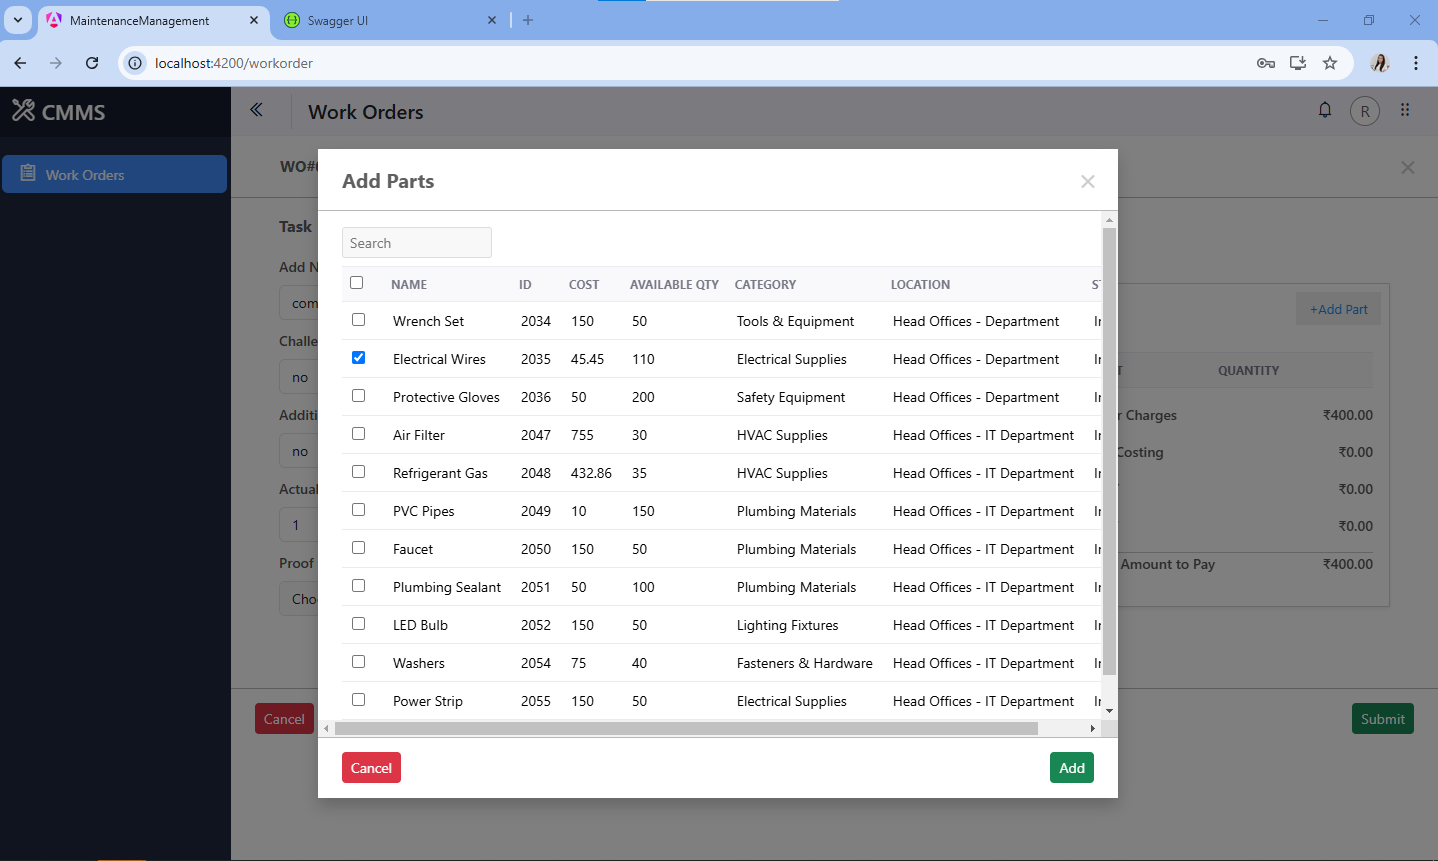 MaintenanceManagement
Swagger UI
localhost:4200/workorder
CMMS
Work Orders
R
Work Orders
WO#
Add Parts
Search
NAME ID COST AVAILABLE QTY CATEGORY LOCATION
Wrench Set 2034 150 50 Tools & Equipment Head Offices - Department
Electrical Wires 2035 45.45 110 Electrical Supplies Head Offices - Department
Protective Gloves 2036 50 200 Safety Equipment Head Offices - Department
Air Filter 2047 755 30 HVAC Supplies Head Offices - IT Department
Refrigerant Gas 2048 432.86 35 HVAC Supplies Head Offices - IT Department
PVC Pipes 2049 10 150 Plumbing Materials Head Offices - IT Department
Faucet 2050 150 50 Plumbing Materials Head Offices - IT Department
Plumbing Sealant 2051 50 100 Plumbing Materials Head Offices - IT Department
LED Bulb 2052 150 50 Lighting Fixtures Head Offices - IT Department
Washers 2054 75 40 Fasteners & Hardware Head Offices - IT Department
Power Strip 2055 150 50 Electrical Supplies Head Offices - IT Department
Cancel
Add
Task
Add N
com
Challe
no
Additi
no
Actual
1
Proof
Cho
+Add Part
QUANTITY
Charges ₹400.00
Costing ₹0.00
₹0.00
₹0.00
Amount to Pay ₹400.00
Cancel
Submit